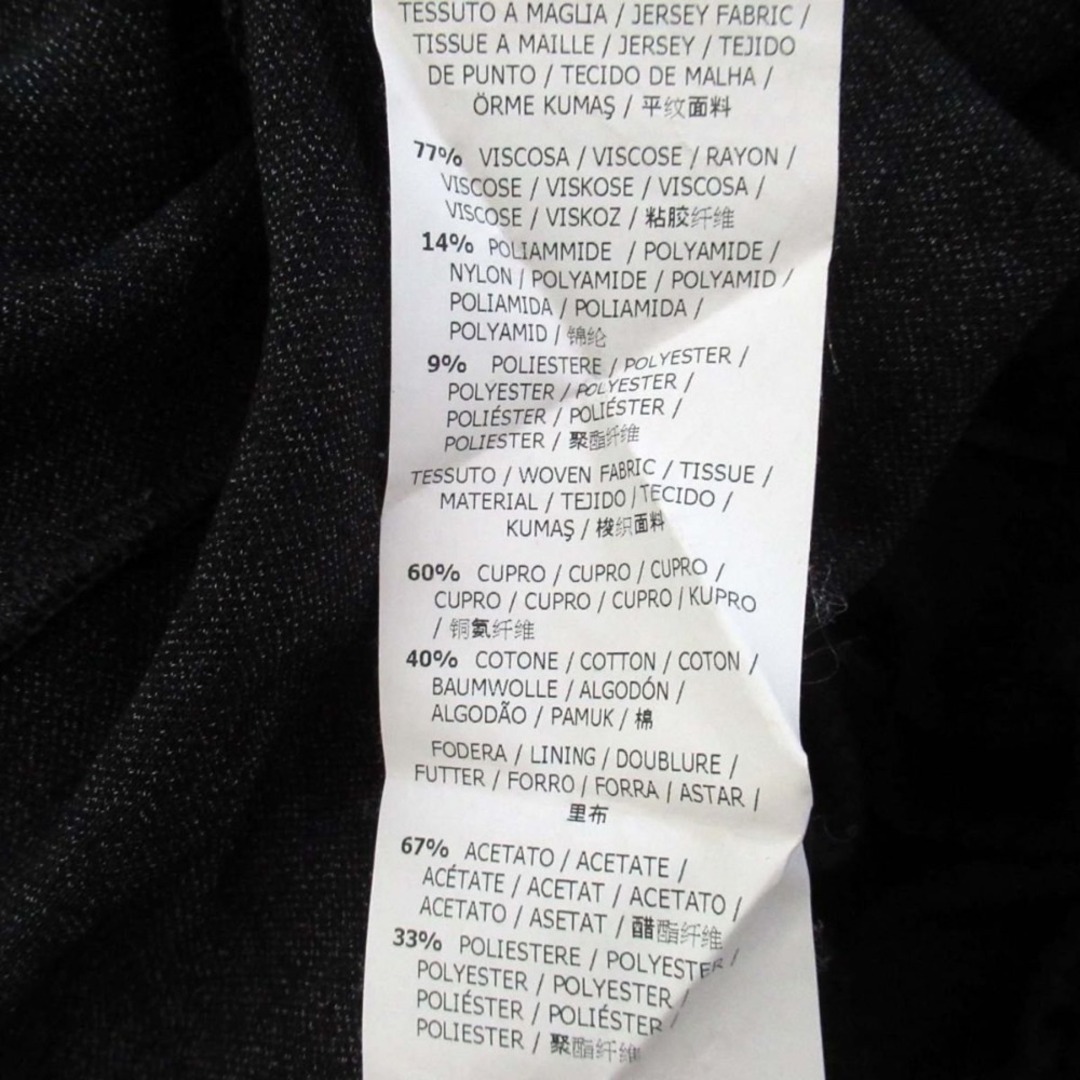 TESSUTO A MAGLIA / JERSEY FABRIC /
TISSUE A MAILLE / JERSEY / TEJIDO
DE PUNTO / TECIDO DE MALHA /
ÖRME KUMAŞ / 平纹面料
77% VISCOSA / VISCOSE / RAYON /
VISCOSE / VISKOSE / VISCOSA /
VISCOSE / VISKOZ / 粘胶纤维
14% POLIAMMIDE / POLYAMIDE /
NYLON / POLYAMIDE / POLYAMID /
POLIAMIDA / POLIAMIDA /
POLYAMID / 锦纶
9% POLIESTERE / POLYESTER /
POLYESTER / POLYESTER /
POLIÉSTER / POLIÉSTER /
POLIESTER / 聚酯纤维
TESSUTO / WOVEN FABRIC / TISSUE /
MATERIAL / TEJIDO / TECIDO /
KUMAŞ / 梭织面料
60% CUPRO / CUPRO / CUPRO /
CUPRO / CUPRO / CUPRO / KUPRO
/ 铜氨纤维
40% COTONE / COTTON / COTON /
BAUMWOLLE / ALGODÓN /
ALGODÃO / PAMUK / 棉
FODERA / LINING / DOUBLURE /
FUTTER / FORRO / FORRA / ASTAR /
里布
67% ACETATO / ACETATE /
ACÉTATE / ACETAT / ACETATO /
ACETATO / ASETAT / 醋酯纤维
33% POLIESTERE / POLYESTER /
POLYESTER / POLYESTER /
POLIÉSTER / POLIÉSTER /
POLIESTER / 聚酯纤维